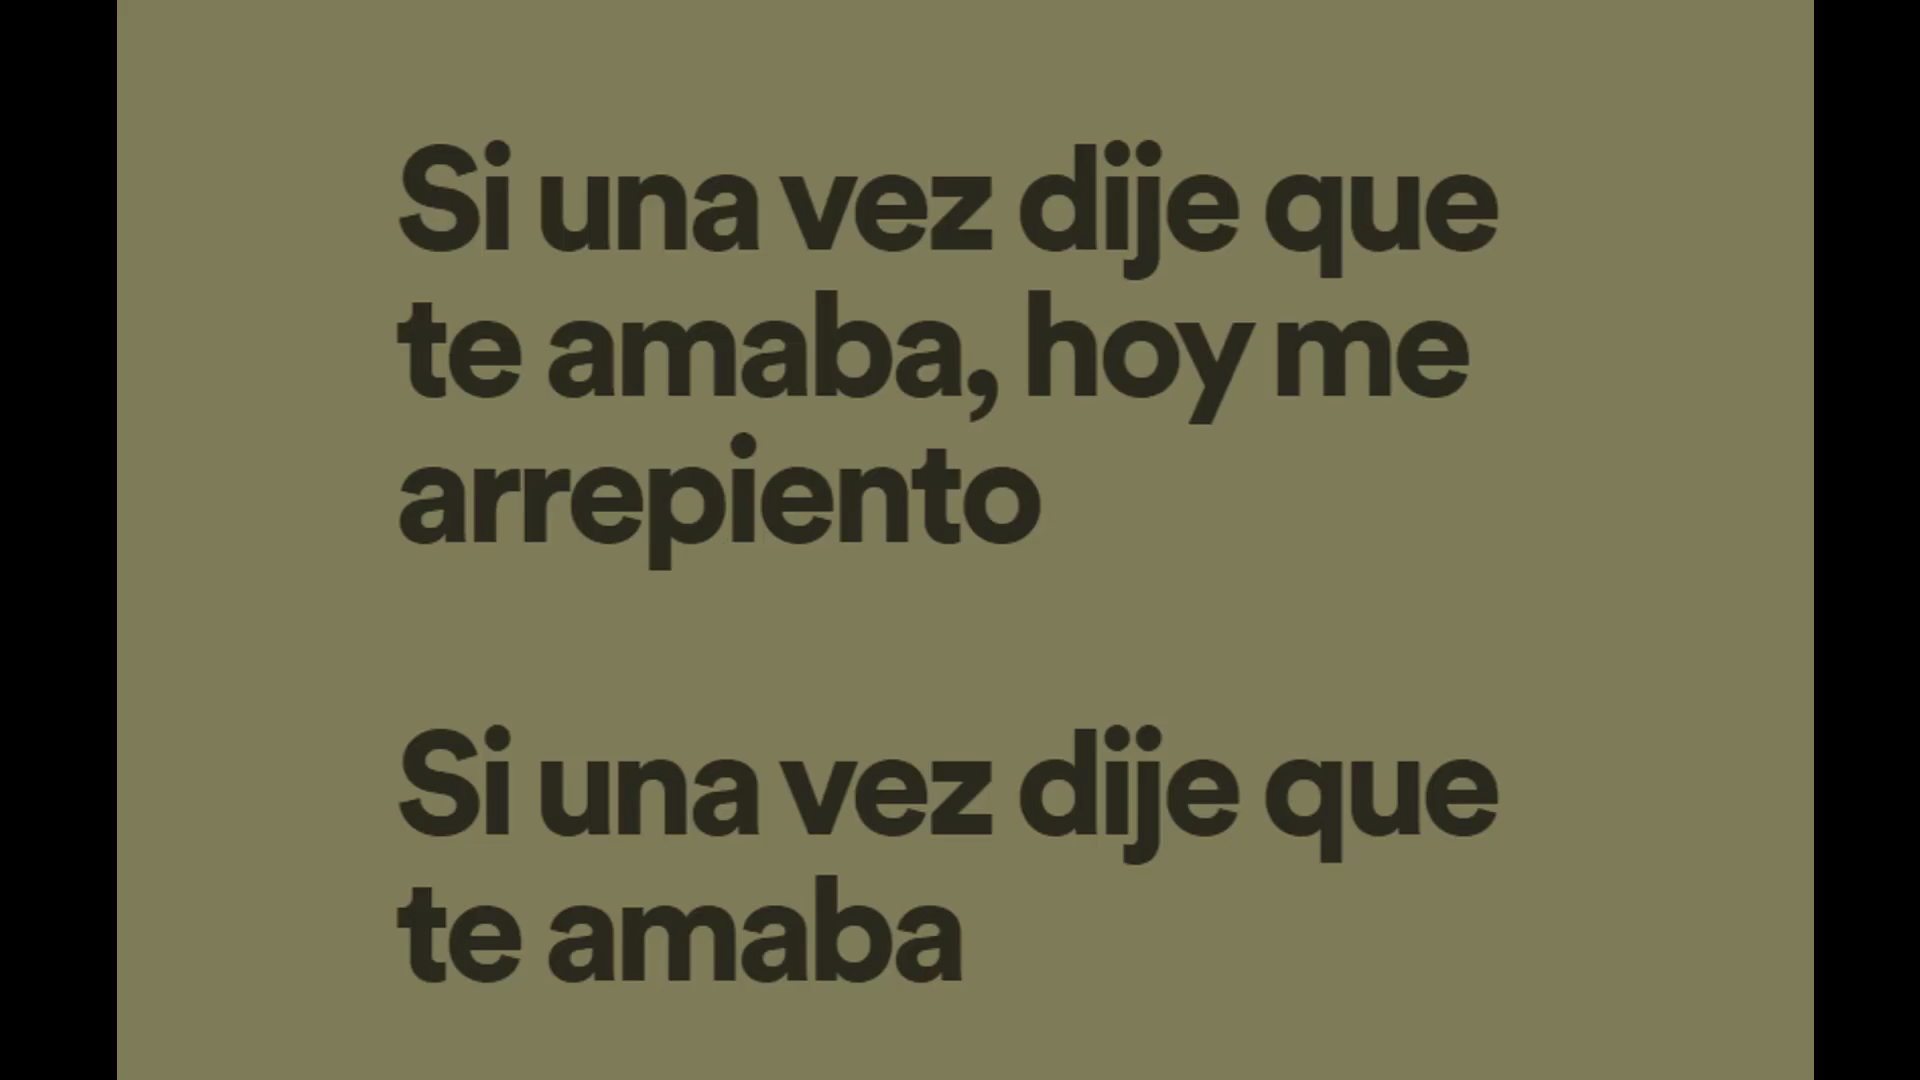 Si una vez dije que
te amaba, hoy me
arrepiento
Si una vez dije que
te amaba